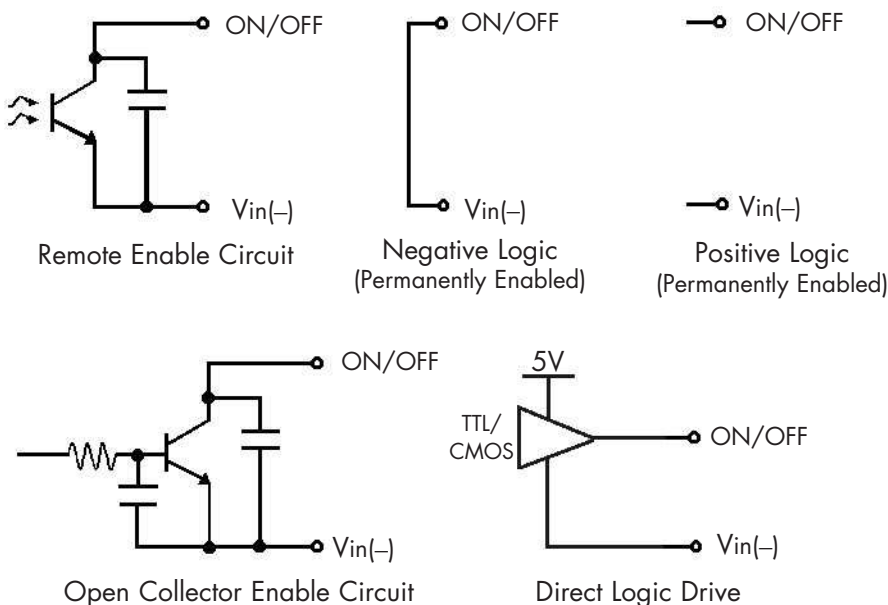 ON/OFF
Vin(–)
Remote Enable Circuit
ON/OFF
Vin(–)
Negative Logic
(Permanently Enabled)
ON/OFF
Vin(–)
Positive Logic
(Permanently Enabled)
ON/OFF
Vin(–)
Open Collector Enable Circuit
5V
TTL/
CMOS
ON/OFF
Vin(–)
Direct Logic Drive